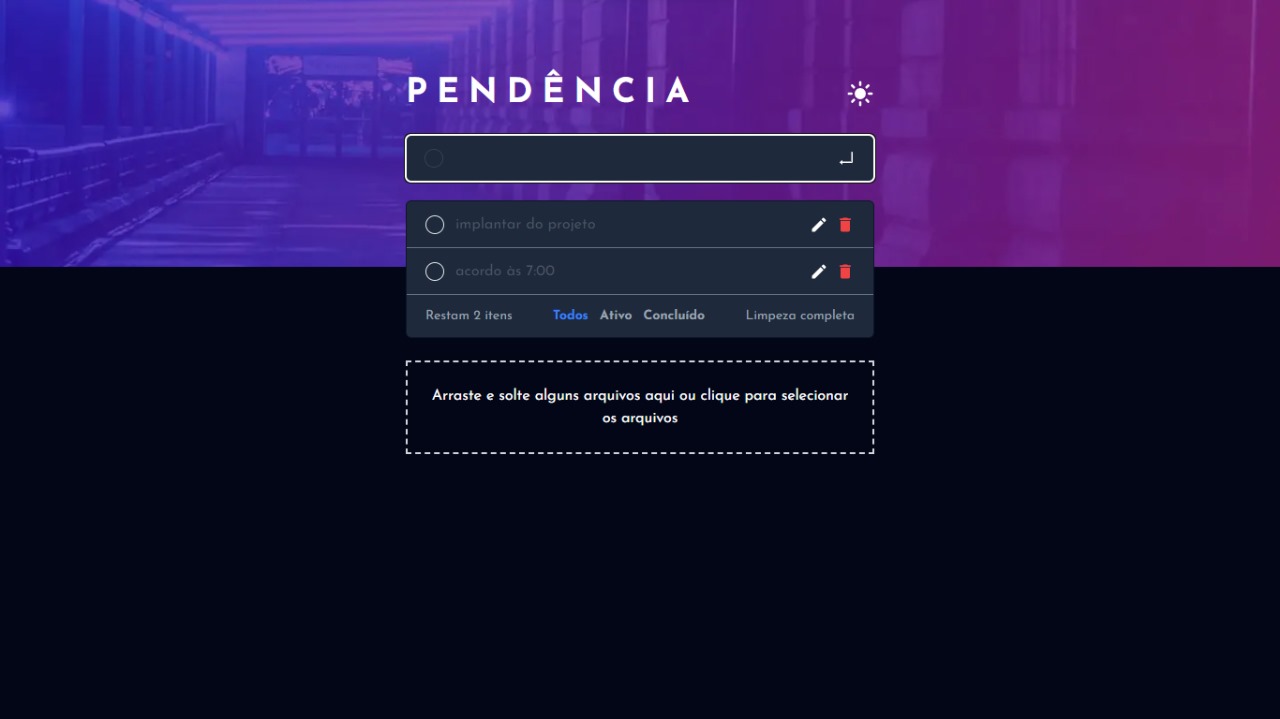 PENDÊNCIA
implantar do projeto
acordo às 7:00
Restam 2 itens Todos Ativo Concluído Limpeza completa
Arraste e solte alguns arquivos aqui ou clique para selecionar
os arquivos